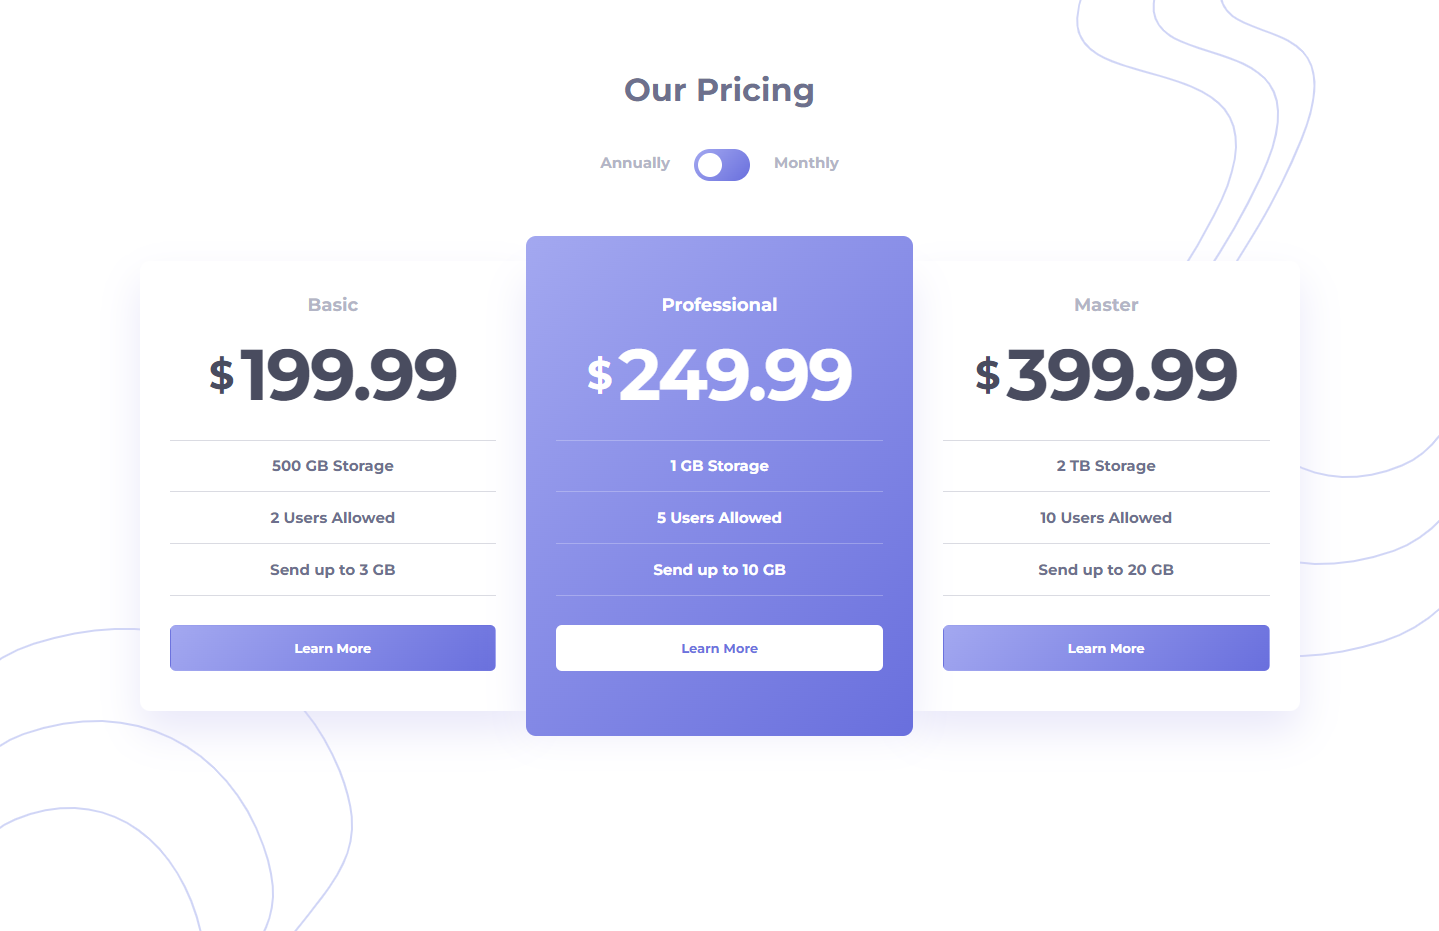 Our Pricing
Annually Monthly
Basic
$199.99
500 GB Storage
2 Users Allowed
Send up to 3 GB
Learn More
Professional
$249.99
1 GB Storage
5 Users Allowed
Send up to 10 GB
Learn More
Master
$399.99
2 TB Storage
10 Users Allowed
Send up to 20 GB
Learn More